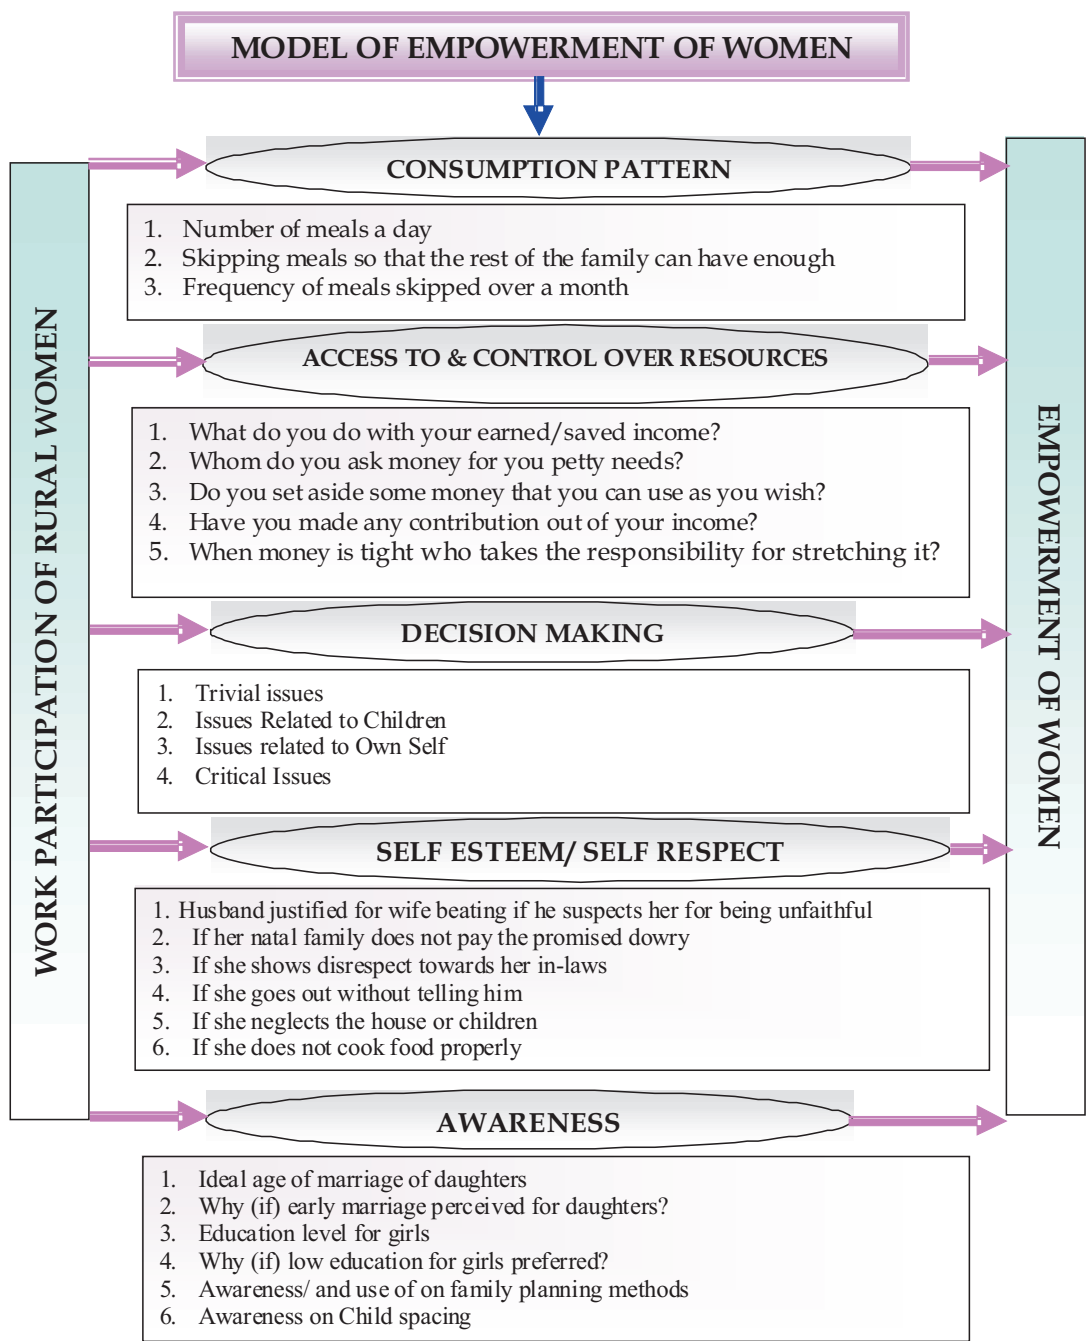 MODEL OF EMPOWERMENT OF WOMEN
WORK PARTICIPATION OF RURAL WOMEN
CONSUMPTION PATTERN
1. Number of meals a day
2. Skipping meals so that the rest of the family can have enough
3. Frequency of meals skipped over a month
ACCESS TO & CONTROL OVER RESOURCES
1. What do you do with your earned/saved income?
2. Whom do you ask money for you petty needs?
3. Do you set aside some money that you can use as you wish?
4. Have you made any contribution out of your income?
5. When money is tight who takes the responsibility for stretching it?
DECISION MAKING
1. Trivial issues
2. Issues Related to Children
3. Issues related to Own Self
4. Critical Issues
SELF ESTEEM/ SELF RESPECT
1. Husband justified for wife beating if he suspects her for being unfaithful
2. If her natal family does not pay the promised dowry
3. If she shows disrespect towards her in-laws
4. If she goes out without telling him
5. If she neglects the house or children
6. If she does not cook food properly
AWARENESS
1. Ideal age of marriage of daughters
2. Why (if) early marriage perceived for daughters?
3. Education level for girls
4. Why (if) low education for girls preferred?
5. Awareness/ and use of on family planning methods
6. Awareness on Child spacing
EMPOWERMENT OF WOMEN